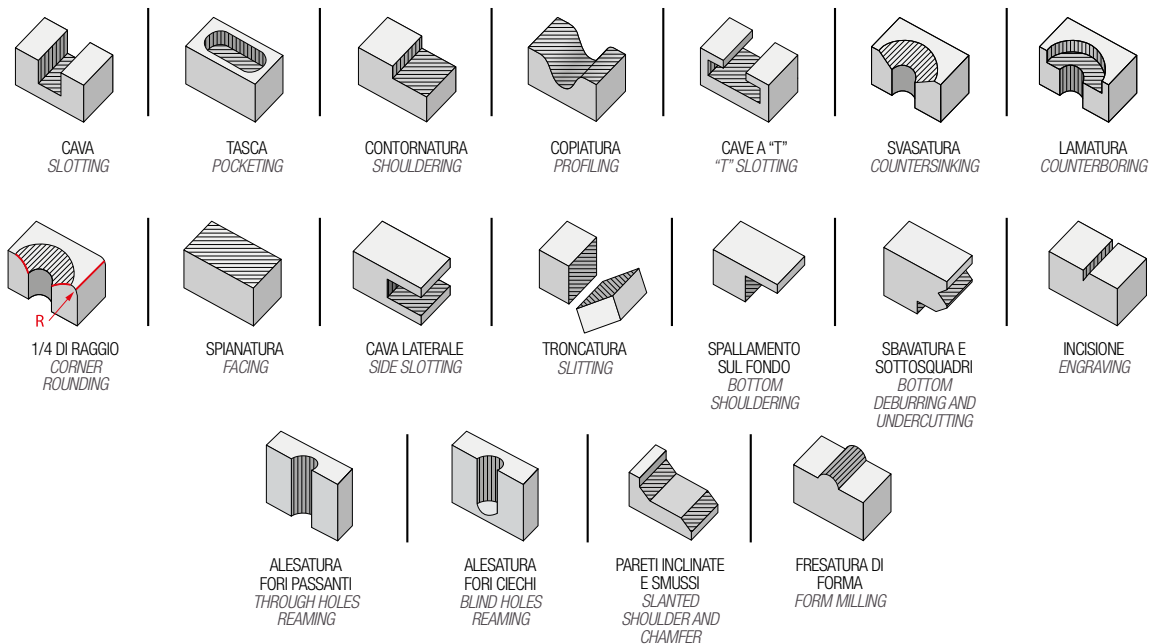 CAVA
SLOTTING
TASCA
POCKETING
CONTORNATURA
SHOULDERING
COPIATURA
PROFILING
CAVE A “T”
“T” SLOTTING
SVASATURA
COUNTERSINKING
LAMATURA
COUNTERBORING
R
1/4 DI RAGGIO
CORNER
ROUNDING
SPIANATURA
FACING
CAVA LATERALE
SIDE SLOTTING
TRONCATURA
SLITTING
SPALLAMENTO
SUL FONDO
BOTTOM
SHOULDERING
SBAVATURA E
SOTTOSQUADRI
BOTTOM
DEBURRING AND
UNDERCUTTING
INCISIONE
ENGRAVING
ALESATURA
FORI PASSANTI
THROUGH HOLES
REAMING
ALESATURA
FORI CIECHI
BLIND HOLES
REAMING
PARETI INCLINATE
E SMUSSI
SLANTED
SHOULDER AND
CHAMFER
FRESATURA DI
FORMA
FORM MILLING